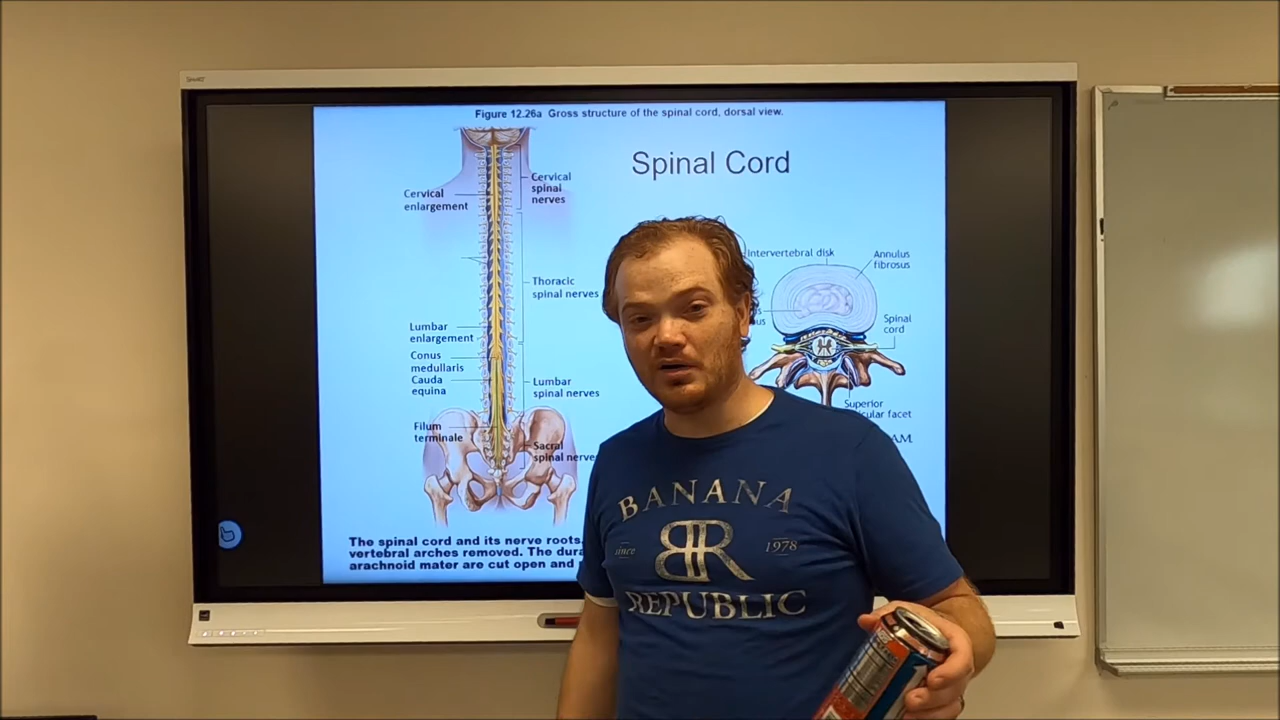 Figure 12.26a Gross structure of the spinal cord, dorsal view.
Spinal Cord
Cervical
enlargement
Cervical
spinal
nerves
Thoracic
spinal nerves
Lumbar
enlargement
Conus
medullaris
Cauda
equina
Lumbar
spinal nerves
Filum
terminale
Sacral
spinal nerves
Intervertebral disk
Annulus
fibrosus
Spinal
cord
Superior
facet
The spinal cord and its nerve roots.
vertebral arches removed. The dura
arachnoid mater are cut open and
BANANA
since BR 1978
REPUBLIC